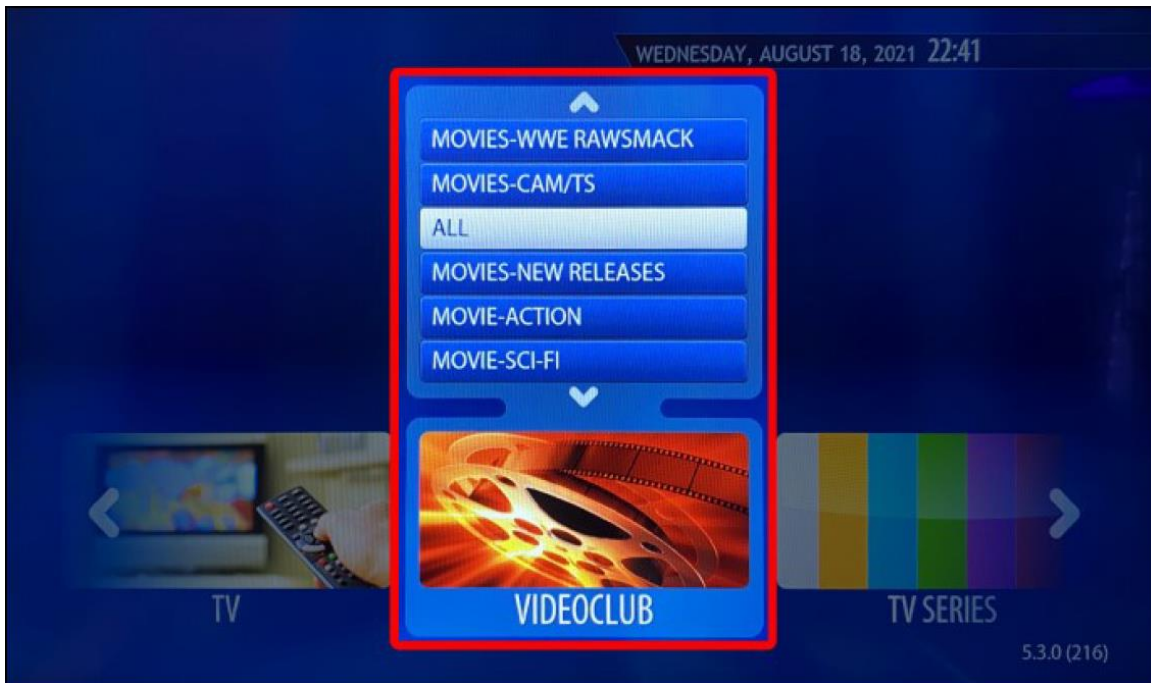 WEDNESDAY, AUGUST 18, 2021 22:41
MOVIES-WWE RAWSMACK
MOVIES-CAM/TS
ALL
MOVIES-NEW RELEASES
MOVIE-ACTION
MOVIE-SCI-FI
TV
VIDEOCLUB
TV SERIES
5.3.0 (216)